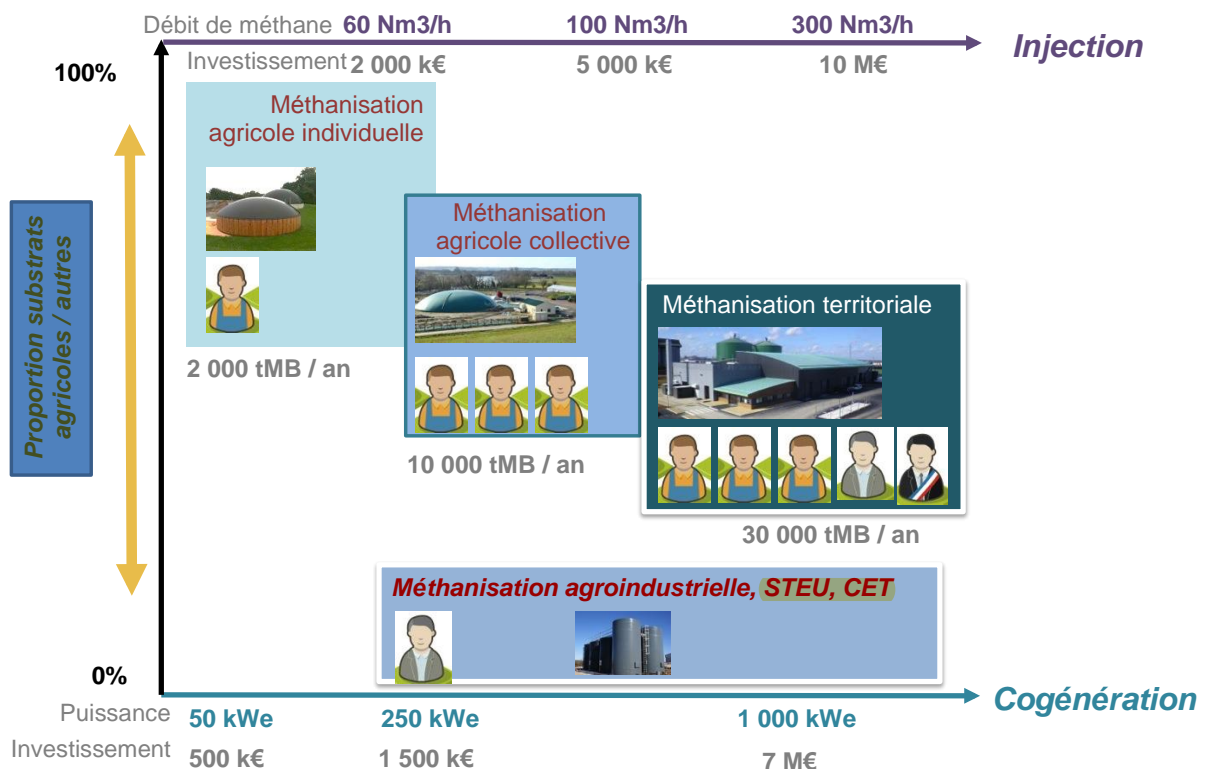 Débit de méthane 60 Nm3/h 100 Nm3/h 300 Nm3/h
Injection
Investissement 2 000 k€ 5 000 k€ 10 M€
100%
Méthanisation
agricole individuelle
Proportion substrats
agricoles / autres
Méthanisation
agricole collective
Méthanisation territoriale
2 000 tMB / an
10 000 tMB / an
30 000 tMB / an
Méthanisation agroindustrielle, STEU, CET
0%
Cogénération
Puissance 50 kWe 250 kWe 1 000 kWe
Investissement 500 k€ 1 500 k€ 7 M€